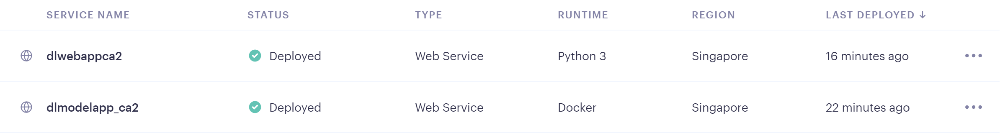 SERVICE NAME STATUS TYPE RUNTIME REGION LAST DEPLOYED ↓
dlwebappca2 Deployed Web Service Python 3 Singapore 16 minutes ago
dlmodelapp_ca2 Deployed Web Service Docker Singapore 22 minutes ago